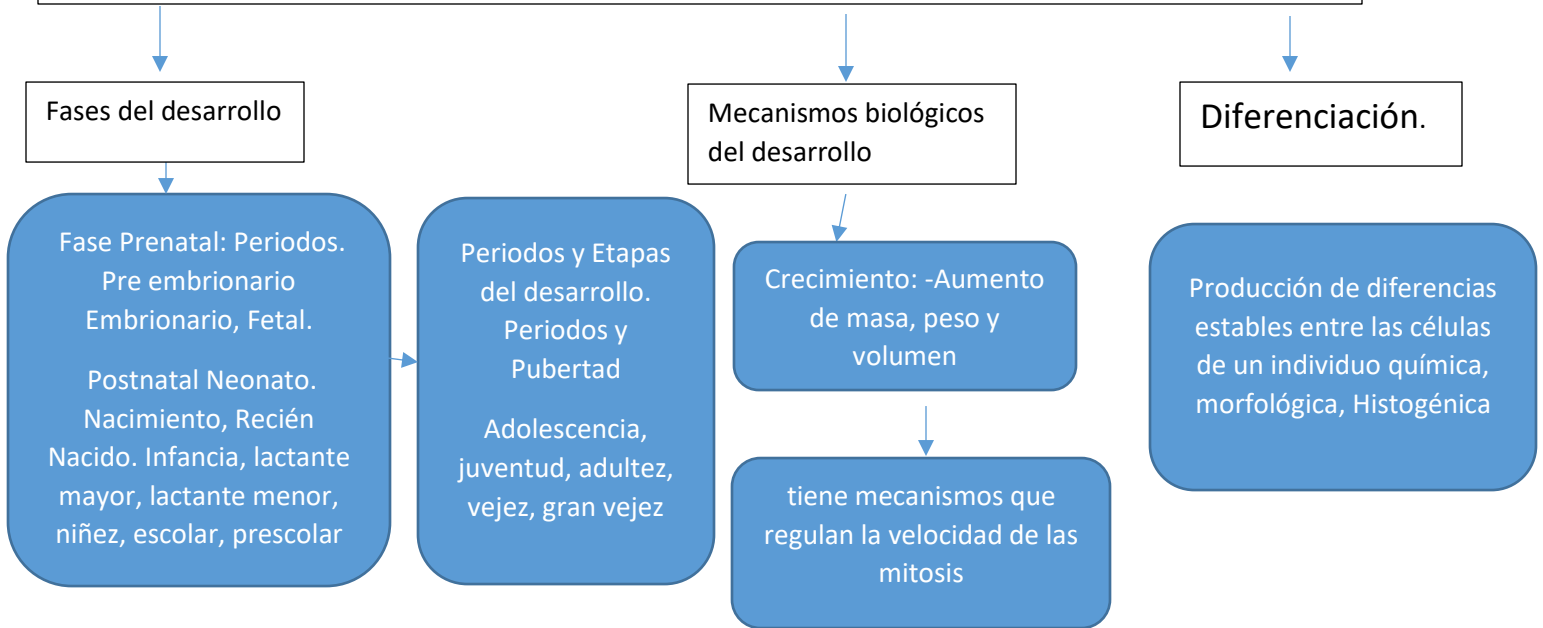 Fases del desarrollo
Mecanismos biológicos
del desarrollo
Diferenciación.
Fase Prenatal: Periodos.
Pre embrionario
Embrionario, Fetal.
Postnatal Neonato.
Nacimiento, Recién
Nacido. Infancia, lactante
mayor, lactante menor,
niñez, escolar, prescolar
Periodos y Etapas
del desarrollo.
Periodos y
Pubertad
Adolescencia,
juventud, adultez,
vejez, gran vejez
Crecimiento: -Aumento
de masa, peso y
volumen
tiene mecanismos que
regulan la velocidad de las
mitosis
Producción de diferencias
estables entre las células
de un individuo química,
morfológica, Histogénica